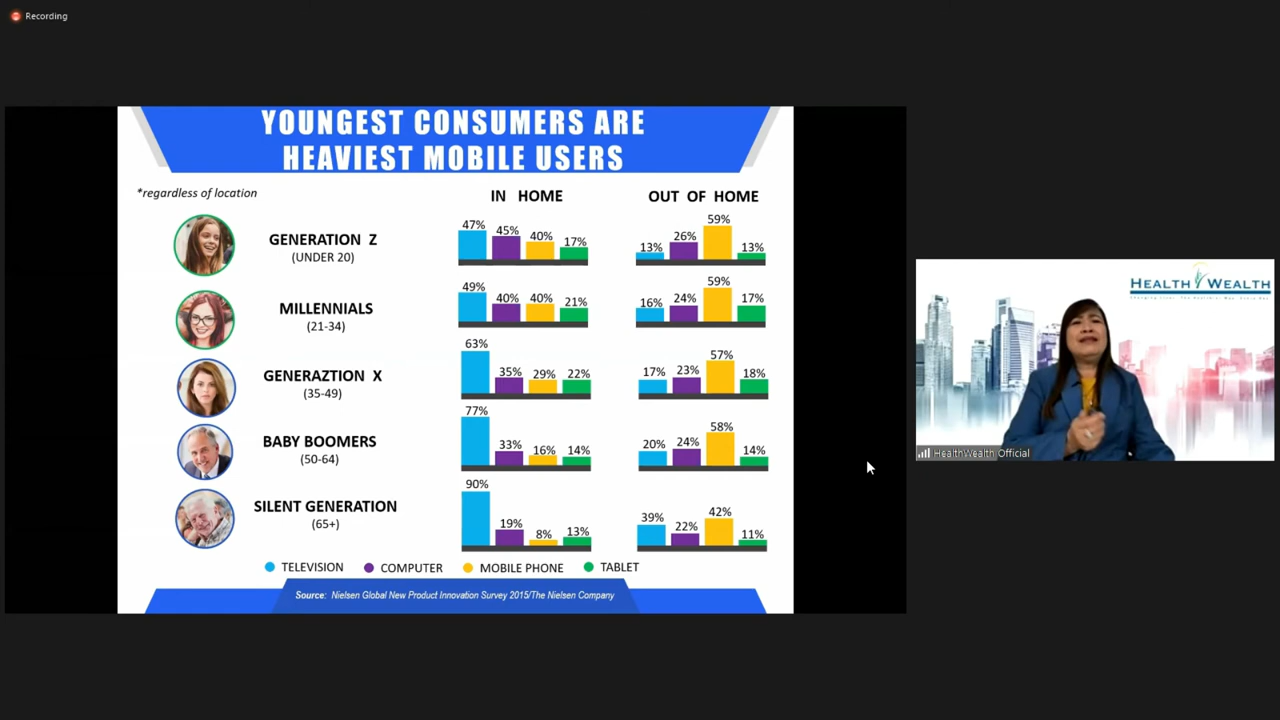 Recording
YOUNGEST CONSUMERS ARE
HEAVIEST MOBILE USERS
*regardless of location
IN HOME
OUT OF HOME
GENERATION Z
(UNDER 20)
47% 45% 40% 17%
13% 26% 59% 13%
MILLENNIALS
(21-34)
49% 40% 40% 21%
16% 24% 59% 17%
GENERAZTION X
(35-49)
63% 35% 29% 22%
17% 23% 57% 18%
BABY BOOMERS
(50-64)
77% 33% 16% 14%
20% 24% 58% 14%
SILENT GENERATION
(65+)
90% 19% 8% 13%
39% 22% 42% 11%
TELEVISION COMPUTER MOBILE PHONE TABLET
Source: Nielsen Global New Product Innovation Survey 2015/The Nielsen Company
HEALTH WEALTH
HealthWealth Official